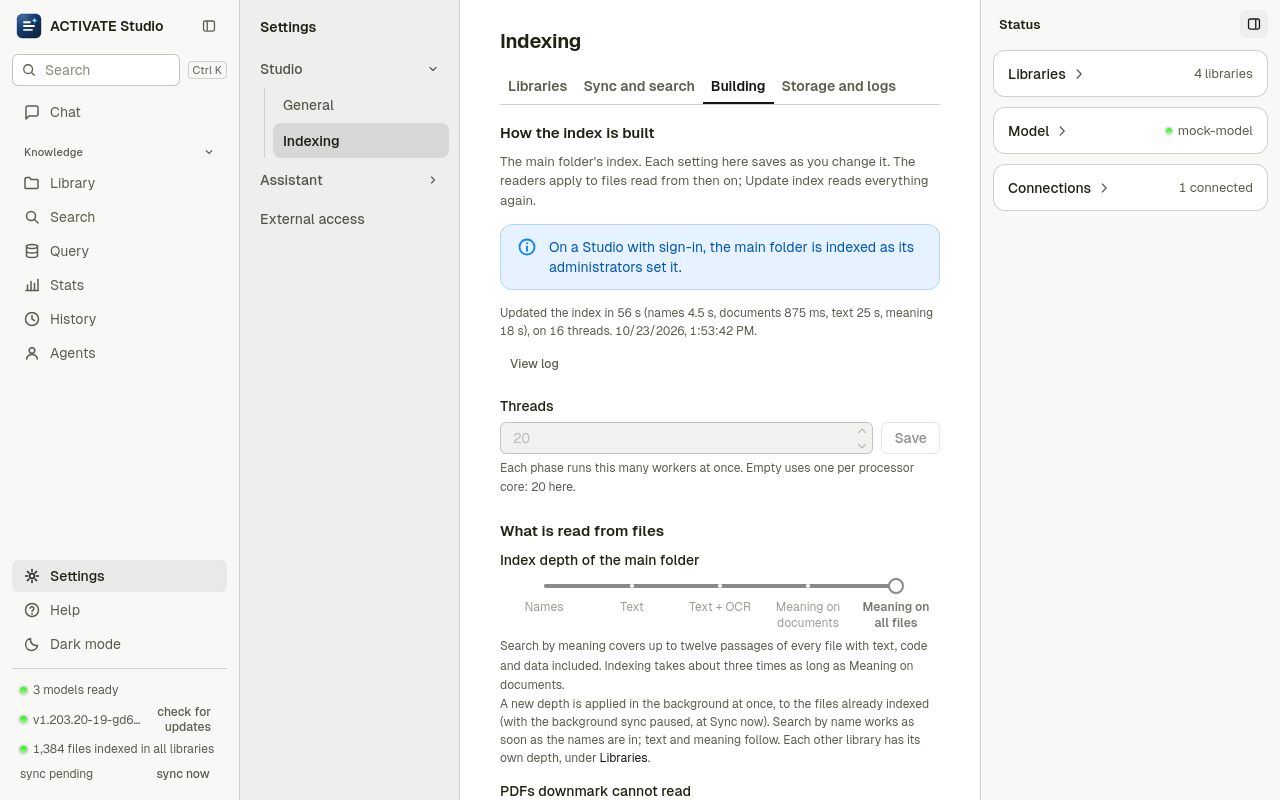 ACTIVATE Studio
Search
Ctrl K
Chat
Knowledge
Library
Search
Query
Stats
History
Agents
Settings
Help
Dark mode
3 models ready
v1.203.20-19-gd6...
check for
updates
1,384 files indexed in all libraries
sync pending
sync now
Settings
Studio
General
Indexing
Assistant
External access
Indexing
Libraries
Sync and search
Building
Storage and logs
How the index is built
The main folder's index. Each setting here saves as you change it. The
readers apply to files read from then on; Update index reads everything
again.
On a Studio with sign-in, the main folder is indexed as its
administrators set it.
Updated the index in 56 s (names 4.5 s, documents 875 ms, text 25 s, meaning
18 s), on 16 threads. 10/23/2026, 1:53:42 PM.
View log
Threads
20
Save
Each phase runs this many workers at once. Empty uses one per processor
core: 20 here.
What is read from files
Index depth of the main folder
Names
Text
Text + OCR
Meaning on
documents
Meaning on
all files
Search by meaning covers up to twelve passages of every file with text, code
and data included. Indexing takes about three times as long as Meaning on
documents.
A new depth is applied in the background at once, to the files already indexed
(with the background sync paused, at Sync now). Search by name works as
soon as the names are in; text and meaning follow. Each other library has its
own depth, under Libraries.
PDFs downmark cannot read
Status
Libraries
4 libraries
Model
mock-model
Connections
1 connected